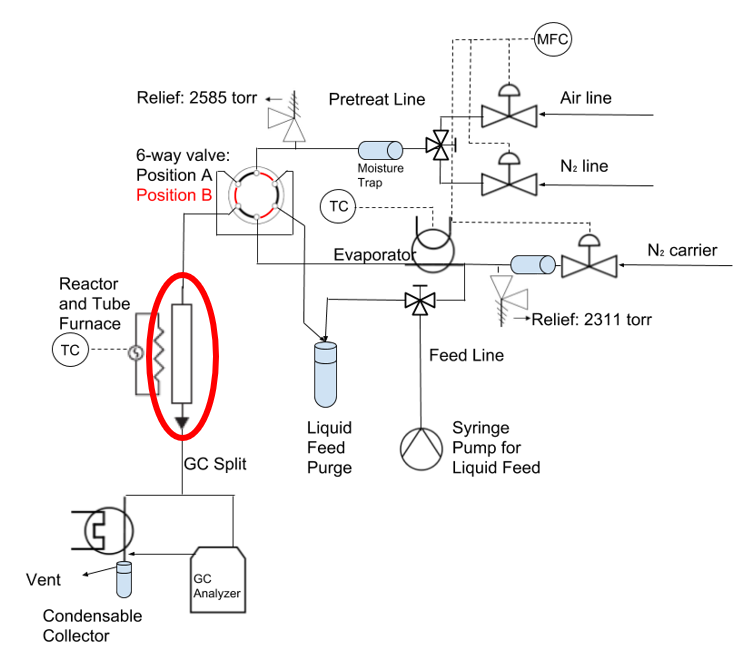 MFC
Relief: 2585 torr
Pretreat Line
Air line
6-way valve:
Position A
Position B
Moisture
Trap
N₂ line
TC
Evaporator
N₂ carrier
Reactor
and Tube
Furnace
TC
Relief: 2311 torr
Feed Line
Liquid
Feed
Purge
Syringe
Pump for
Liquid Feed
GC Split
GC
Analyzer
Vent
Condensable
Collector